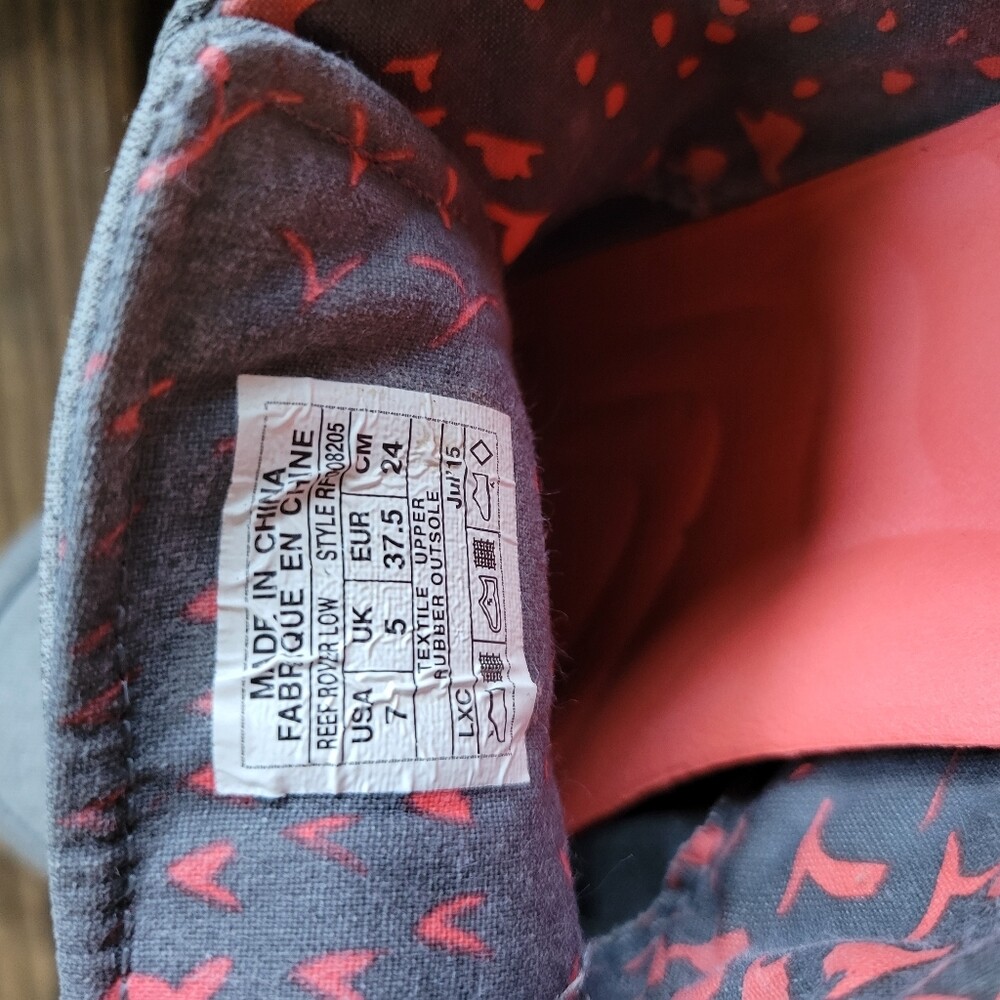 MADE IN CHINA
FABRIQUE EN CHINE
REEF ROVER LOW STYLE RF008205
USA UK EUR CM
7 5 37.5 24
TEXTILE UPPER
RUBBER OUTSOLE
LXC Jul'15